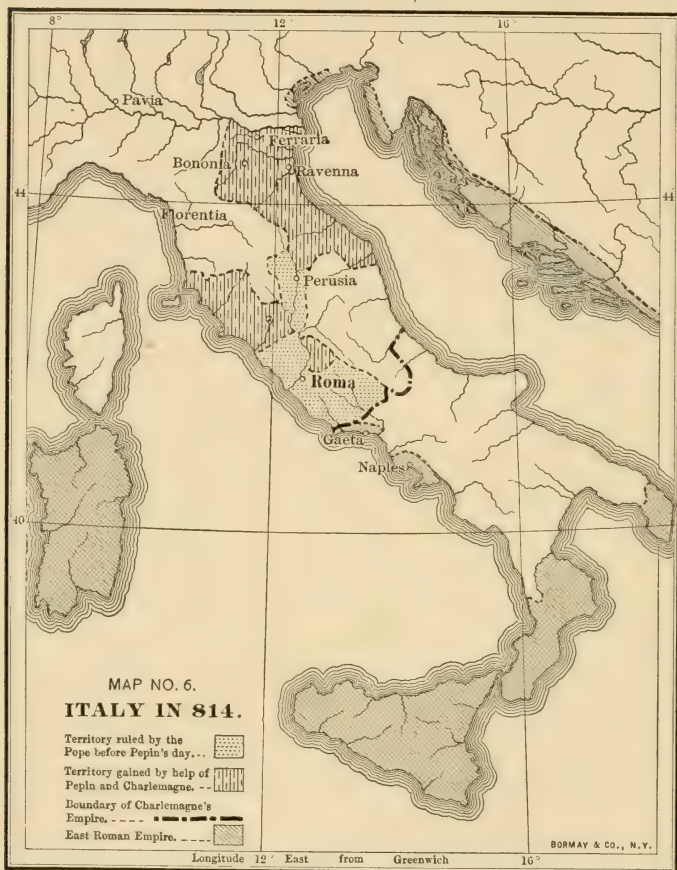 8° 12° 16°
Pavia
Ferraria
Bononia
Ravenna
44 44
Florentia
Perusia
Roma
Gaeta
Naples
40
MAP NO. 6.
ITALY IN 814.
Territory ruled by the
Pope before Pepin's day...
Territory gained by help of
Pepin and Charlemagne. --
Boundary of Charlemagne's
Empire. -----
East Roman Empire. ----
BORMAY & CO., N.Y.
Longitude 12° East from Greenwich 16°